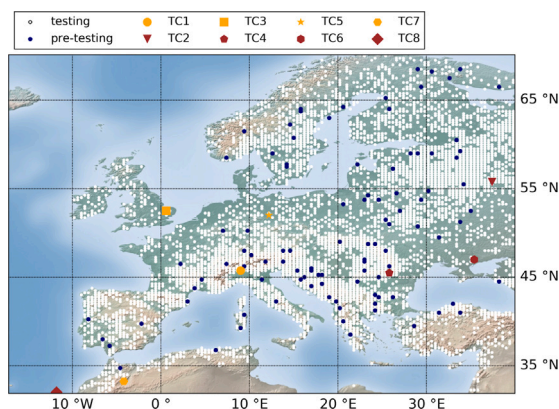 testing TC1 TC3 TC5 TC7
pre-testing TC2 TC4 TC6 TC8
65 °N
55 °N
45 °N
35 °N
10 °W 0 ° 10 °E 20 °E 30 °E